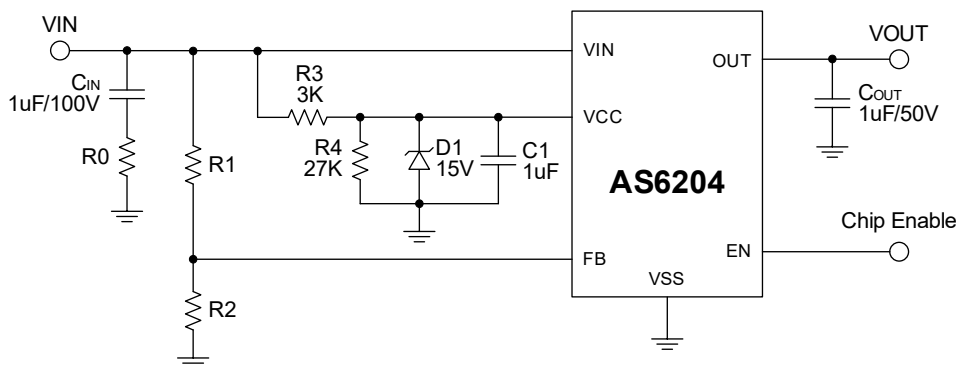 VIN
CIN
1uF/100V
R0
R1
R2
R3
3K
R4
27K
D1
15V
C1
1uF
VIN
VCC
FB
AS6204
VSS
OUT
EN
VOUT
COUT
1uF/50V
Chip Enable